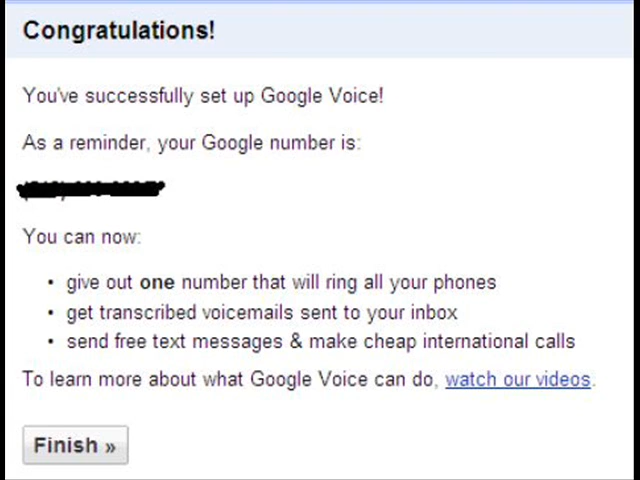 Congratulations!
You've successfully set up Google Voice!
As a reminder, your Google number is:
You can now:
• give out one number that will ring all your phones
• get transcribed voicemails sent to your inbox
• send free text messages & make cheap international calls
To learn more about what Google Voice can do, watch our videos.
Finish »